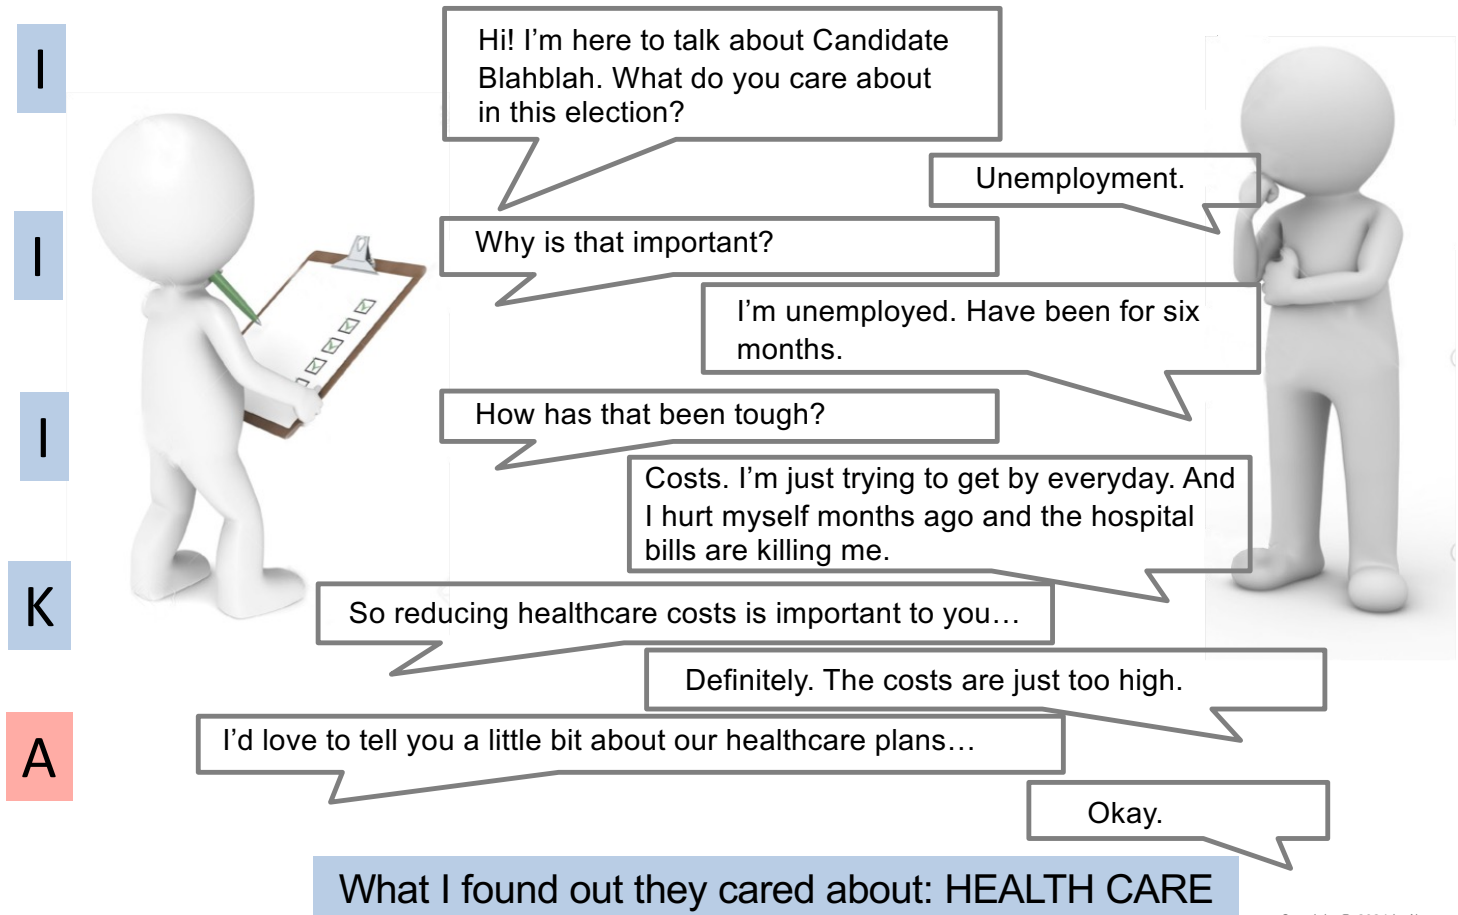 I
Hi! I’m here to talk about Candidate
Blahblah. What do you care about
in this election?
Unemployment.
I
Why is that important?
I’m unemployed. Have been for six
months.
I
How has that been tough?
Costs. I’m just trying to get by everyday. And
I hurt myself months ago and the hospital
bills are killing me.
K
So reducing healthcare costs is important to you…
Definitely. The costs are just too high.
A
I’d love to tell you a little bit about our healthcare plans…
Okay.
What I found out they cared about: HEALTH CARE